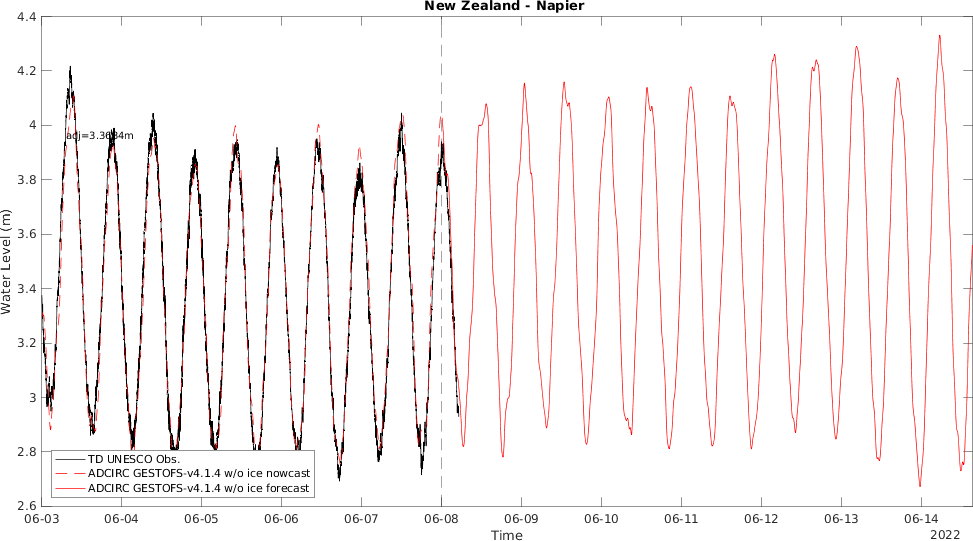 New Zealand - Napier
4.4
4.2
4
3.8
3.6
3.4
3.2
3
2.8
2.6
Water Level (m)
adj=3.3634m
TD UNESCO Obs.
ADCIRC GESTOFS-v4.1.4 w/o ice nowcast
ADCIRC GESTOFS-v4.1.4 w/o ice forecast
06-03 06-04 06-05 06-06 06-07 06-08 06-09 06-10 06-11 06-12 06-13 06-14
Time
2022